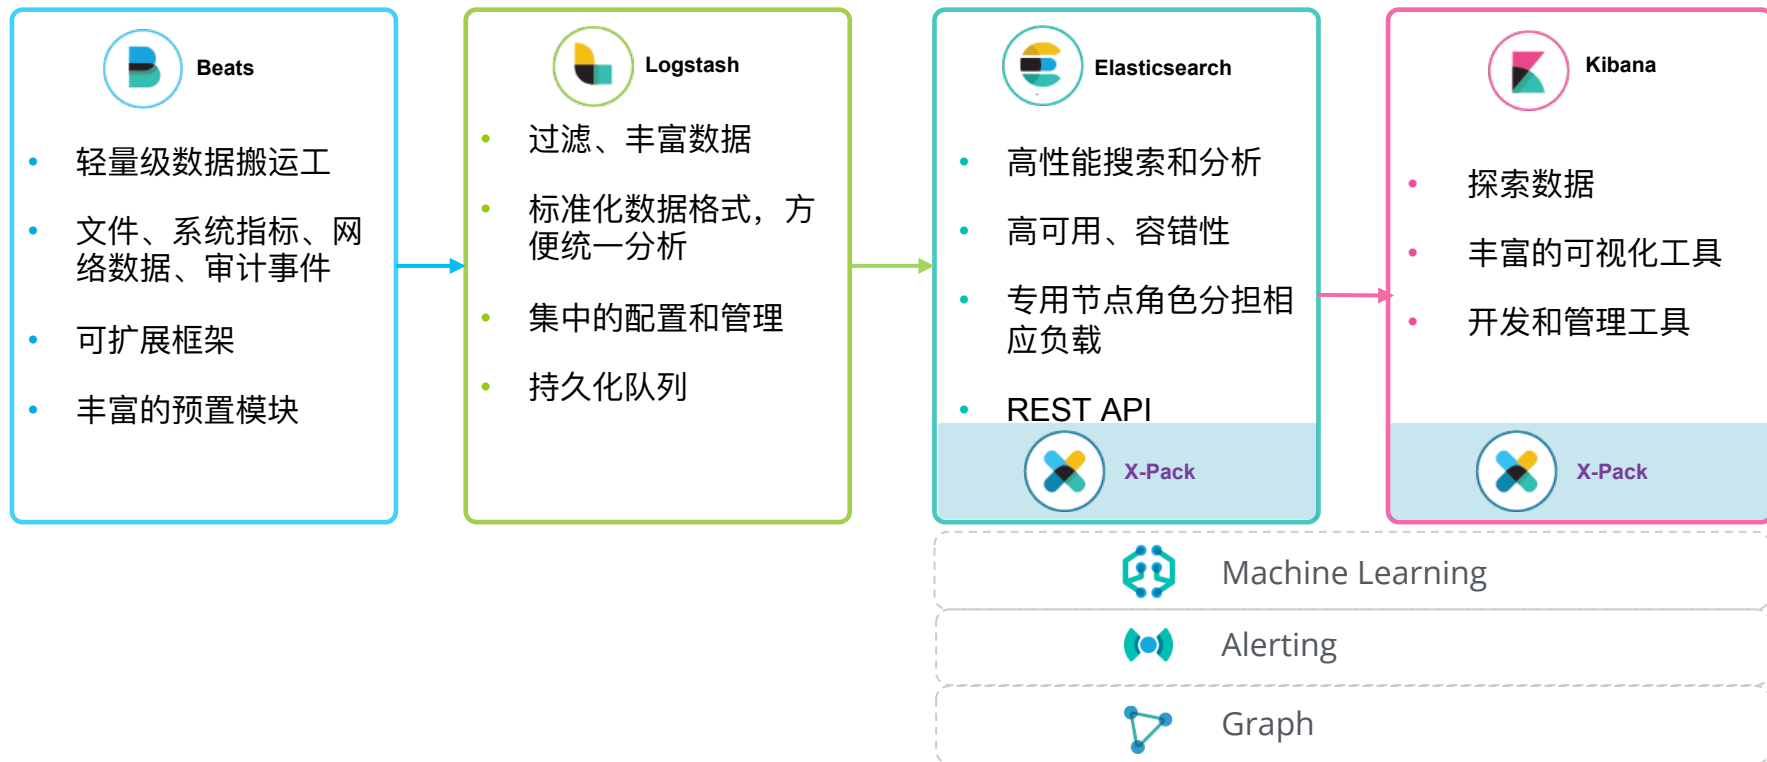 Beats
轻量级数据搬运工
文件、系统指标、网
络数据、审计事件
可扩展框架
丰富的预置模块
Logstash
过滤、丰富数据
标准化数据格式，方
便统一分析
集中的配置和管理
持久化队列
Elasticsearch
高性能搜索和分析
高可用、容错性
专用节点角色分担相
应负载
REST API
X-Pack
Kibana
探索数据
丰富的可视化工具
开发和管理工具
X-Pack
Machine Learning
Alerting
Graph